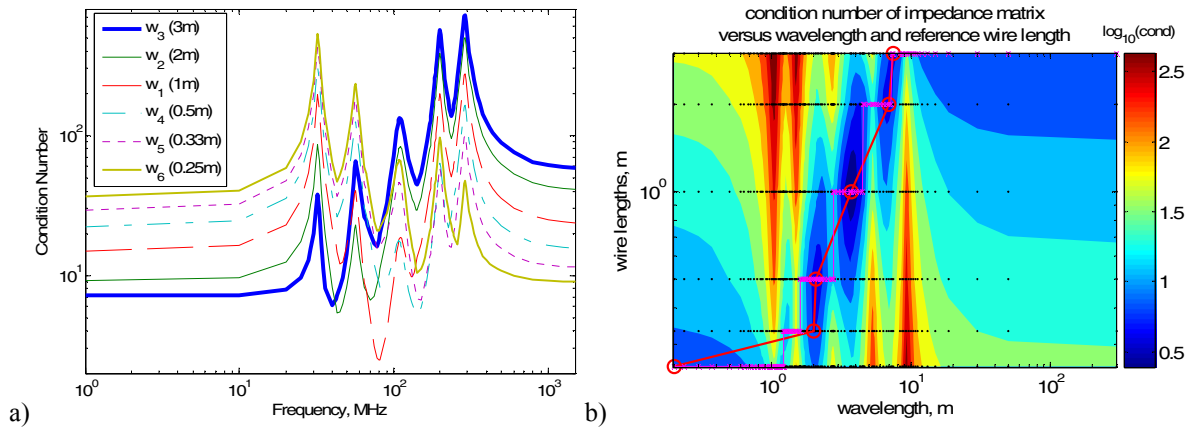 w3 (3m)
w2 (2m)
w1 (1m)
w4 (0.5m)
w5 (0.33m)
w6 (0.25m)
Condition Number
10^2
10^1
10^0
10^1
10^2
10^3
Frequency, MHz
a)
condition number of impedance matrix
versus wavelength and reference wire length
log10(cond)
wire lengths, m
10^0
10^0
10^1
10^2
wavelength, m
2.5
2
1.5
1
0.5
b)